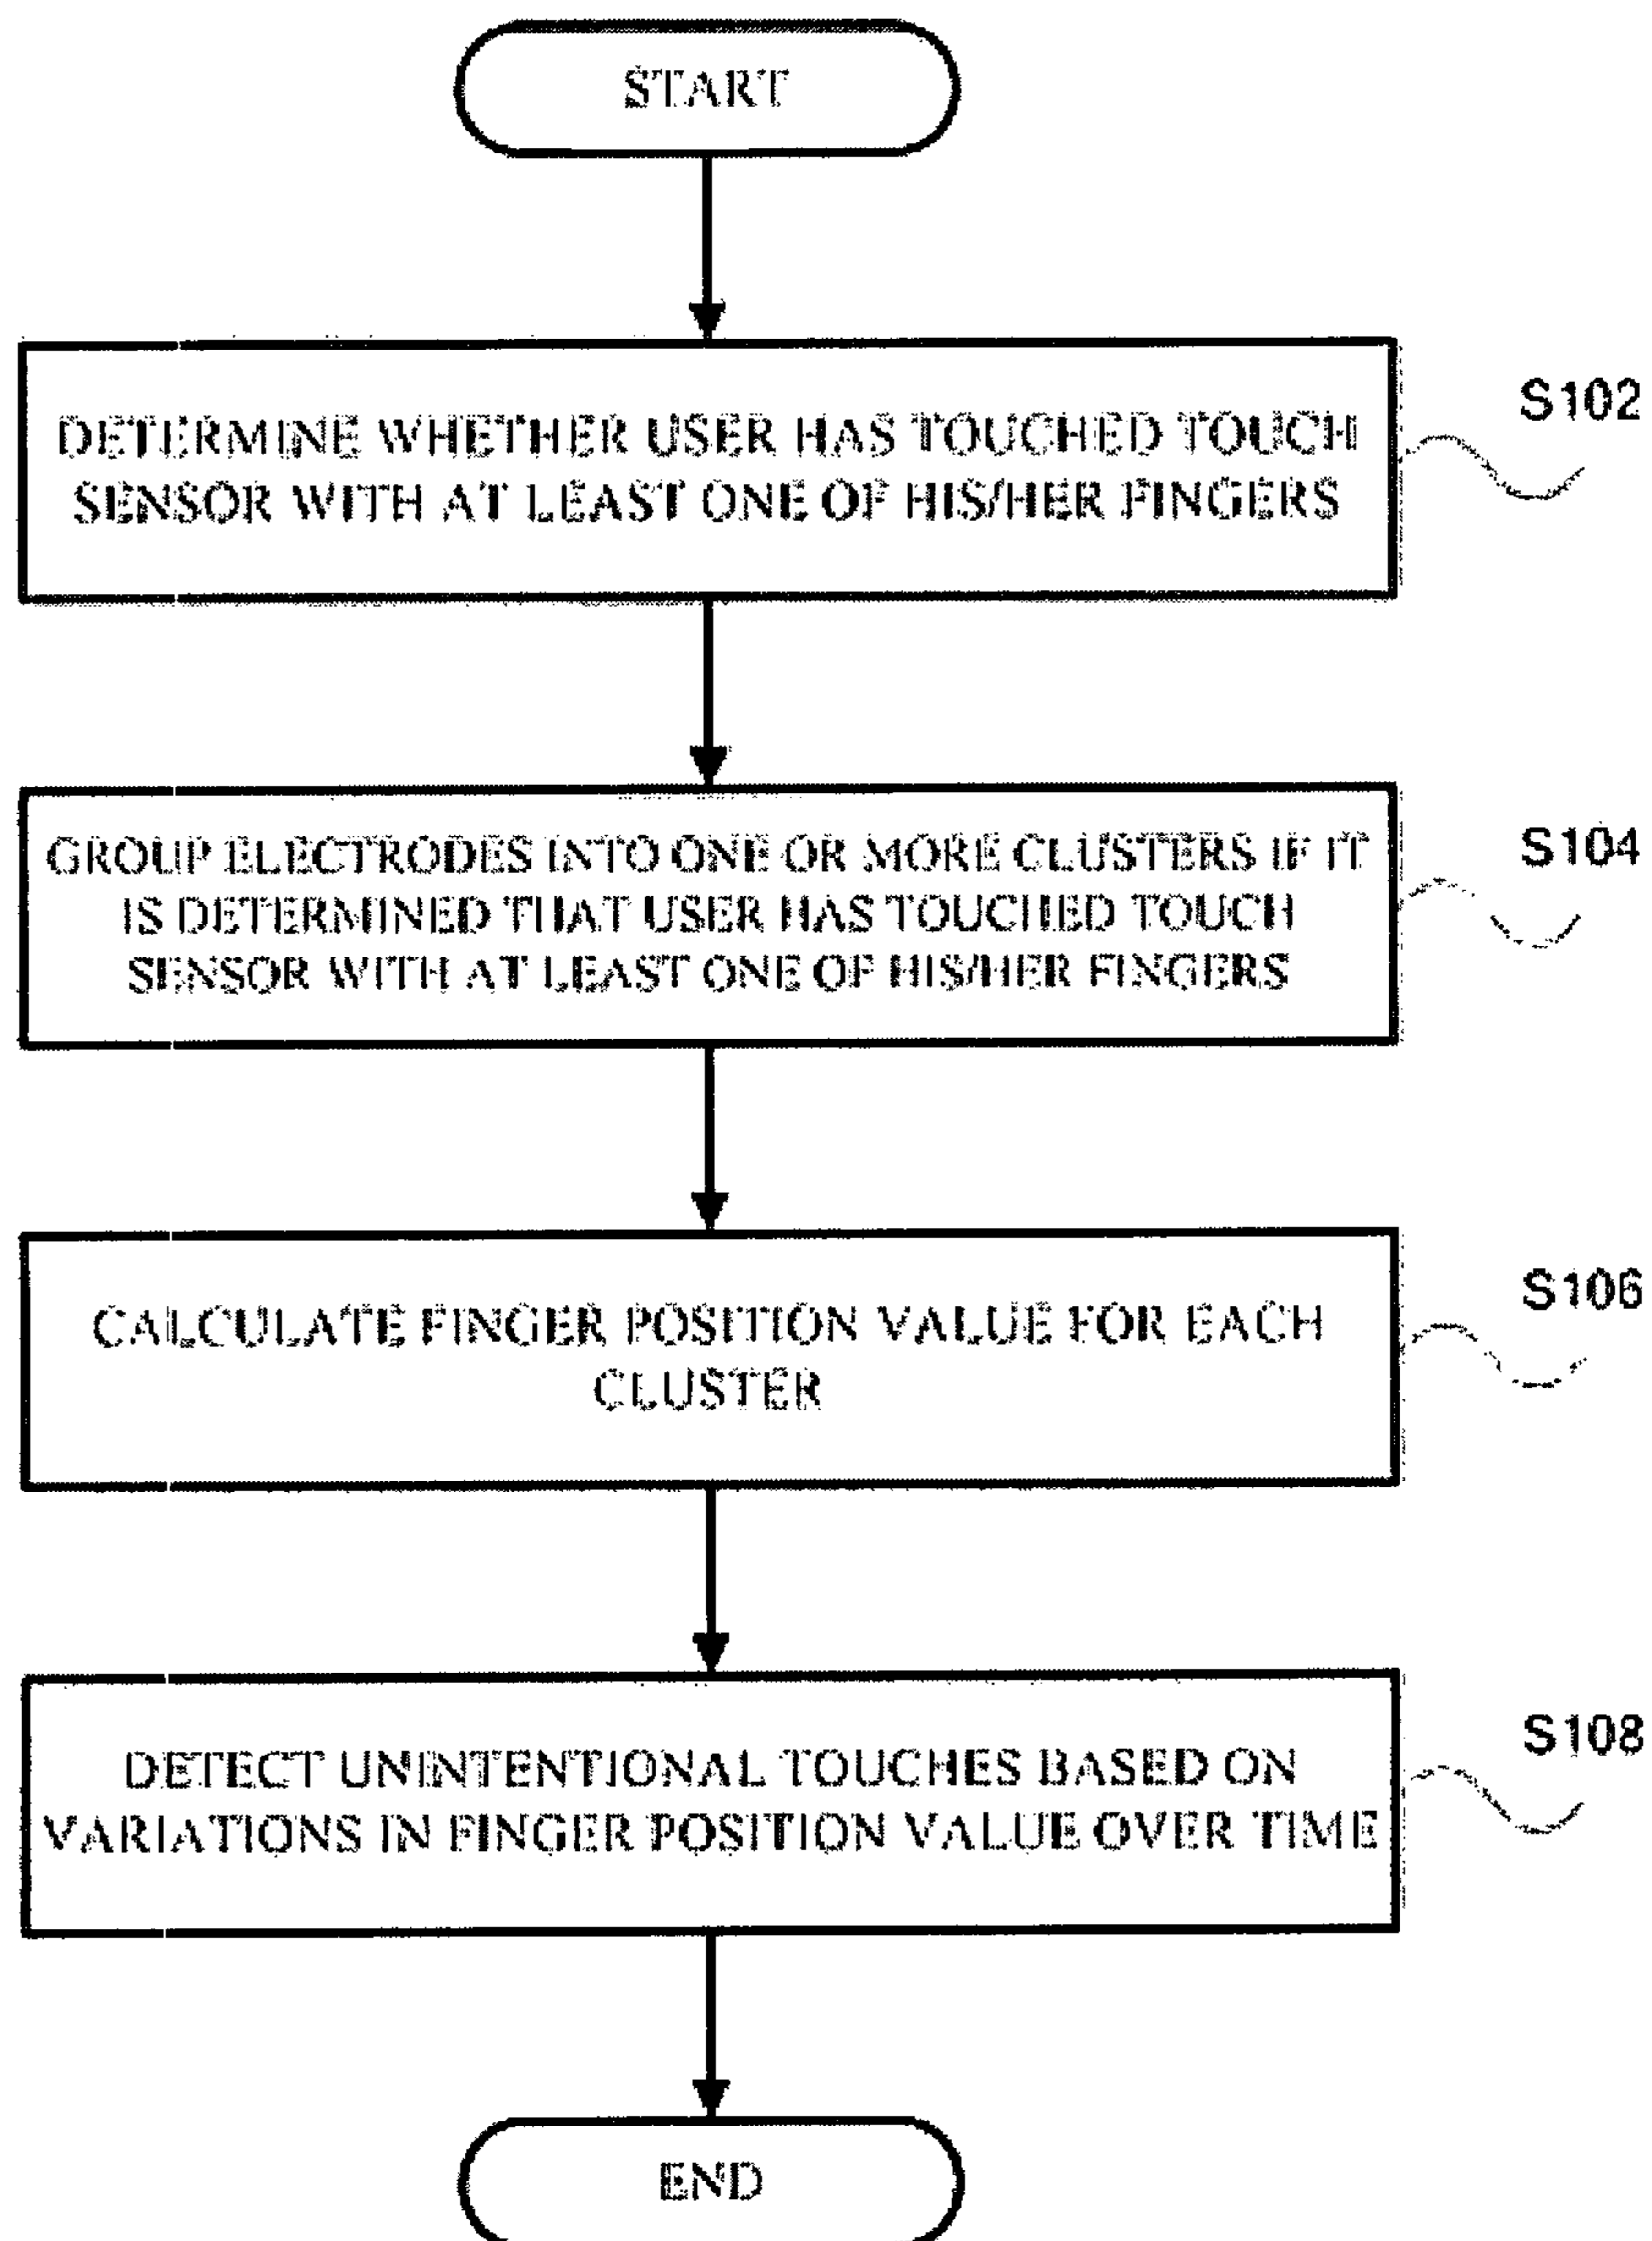 START
DETERMINE WHETHER USER HAS TOUCHED TOUCH
SENSOR WITH AT LEAST ONE OF HIS/HER FINGERS
S102
GROUP ELECTRODES INTO ONE OR MORE CLUSTERS IF IT
IS DETERMINED THAT USER HAS TOUCHED TOUCH
SENSOR WITH AT LEAST ONE OF HIS/HER FINGERS
S104
CALCULATE FINGER POSITION VALUE FOR EACH
CLUSTER
S106
DETECT UNINTENTIONAL TOUCHES BASED ON
VARIATIONS IN FINGER POSITION VALUE OVER TIME
S108
END